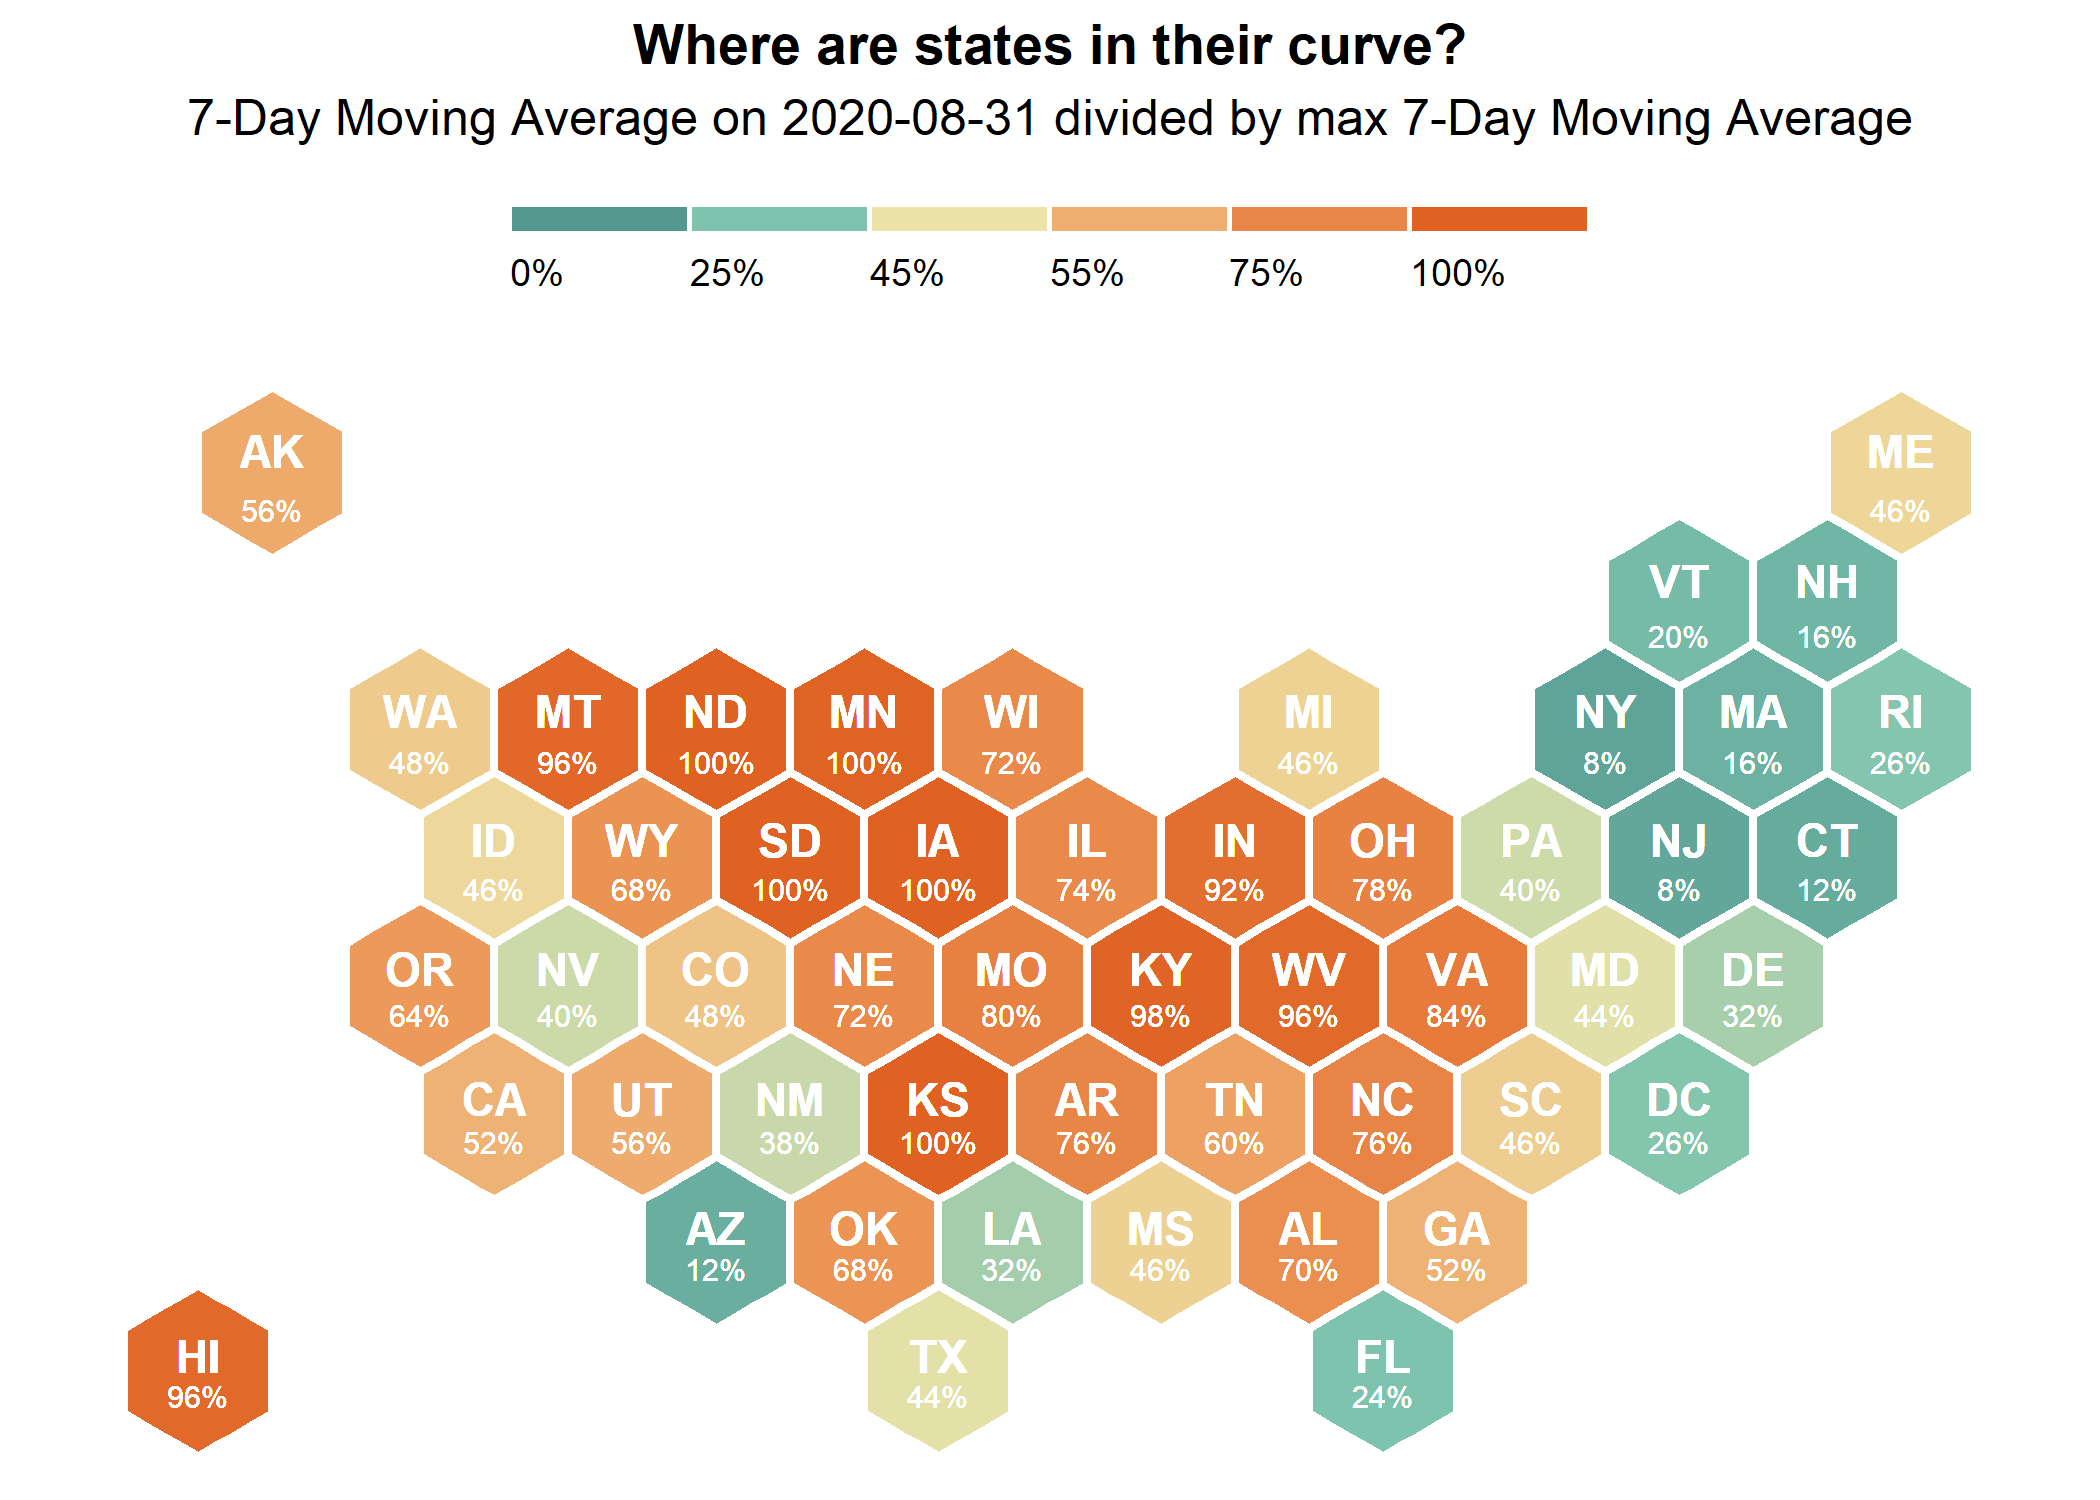 Where are states in their curve?
7-Day Moving Average on 2020-08-31 divided by max 7-Day Moving Average
0% 25% 45% 55% 75% 100%
AK ME
56% 46%
VT NH
20% 16%
WA MT ND MN WI MI NY MA RI
48% 96% 100% 100% 72% 46% 8% 16% 26%
ID WY SD IA IL IN OH PA NJ CT
46% 68% 100% 100% 74% 92% 78% 40% 8% 12%
OR NV CO NE MO KY WV VA MD DE
64% 40% 48% 72% 80% 98% 96% 84% 44% 32%
CA UT NM KS AR TN NC SC DC
52% 56% 38% 100% 76% 60% 76% 46% 26%
AZ OK LA MS AL GA
12% 68% 32% 46% 70% 52%
HI TX FL
96% 44% 24%